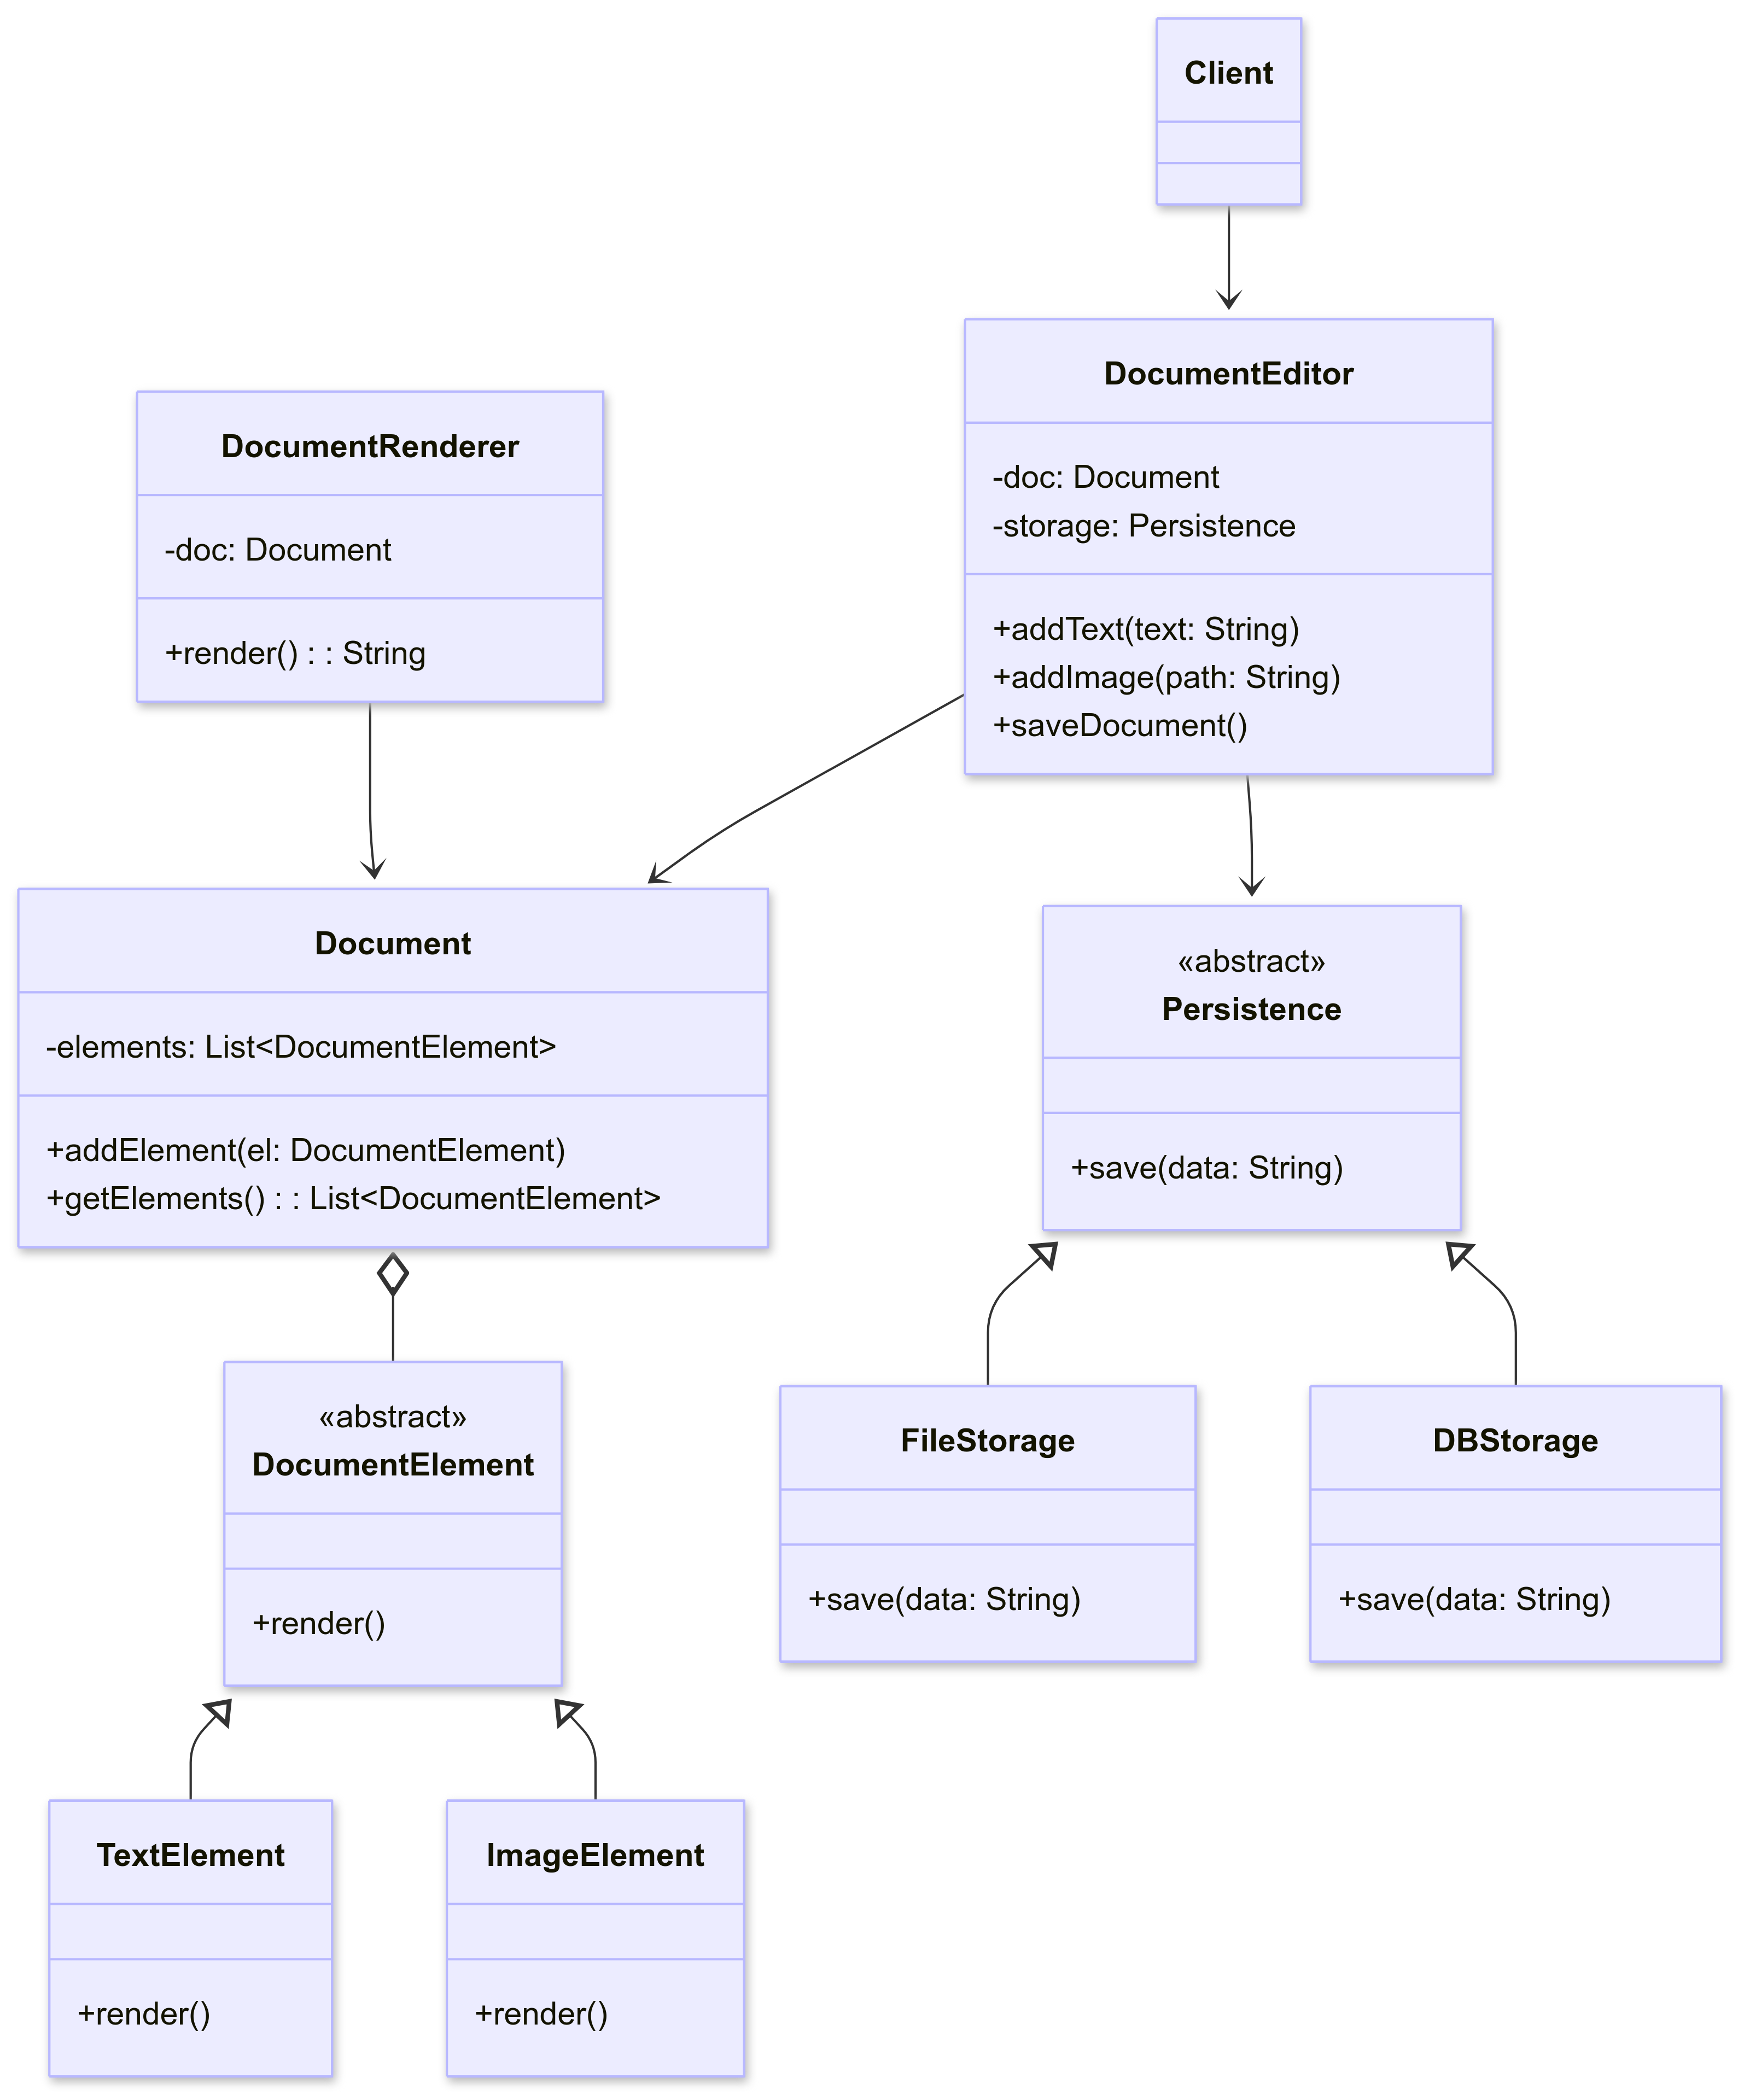 Client
DocumentEditor
-doc: Document
-storage: Persistence
+addText(text: String)
+addImage(path: String)
+saveDocument()
DocumentRenderer
-doc: Document
+render() : : String
Document
-elements: List<DocumentElement>
+addElement(el: DocumentElement)
+getElements() : : List<DocumentElement>
«abstract»
Persistence
+save(data: String)
«abstract»
DocumentElement
+render()
FileStorage
+save(data: String)
DBStorage
+save(data: String)
TextElement
+render()
ImageElement
+render()